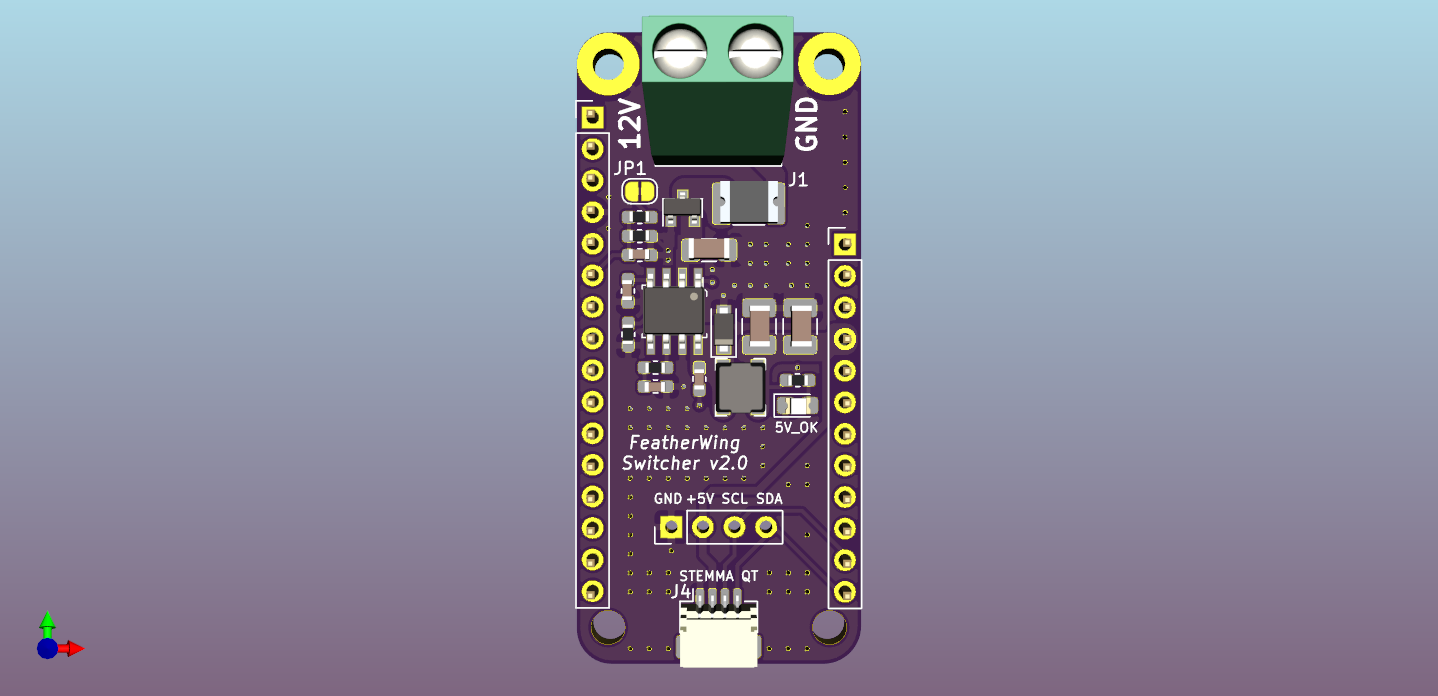 12V
GND
JP1
J1
5V_OK
FeatherWing
Switcher v2.0
GND +5V SCL SDA
STEMMA QT
J4